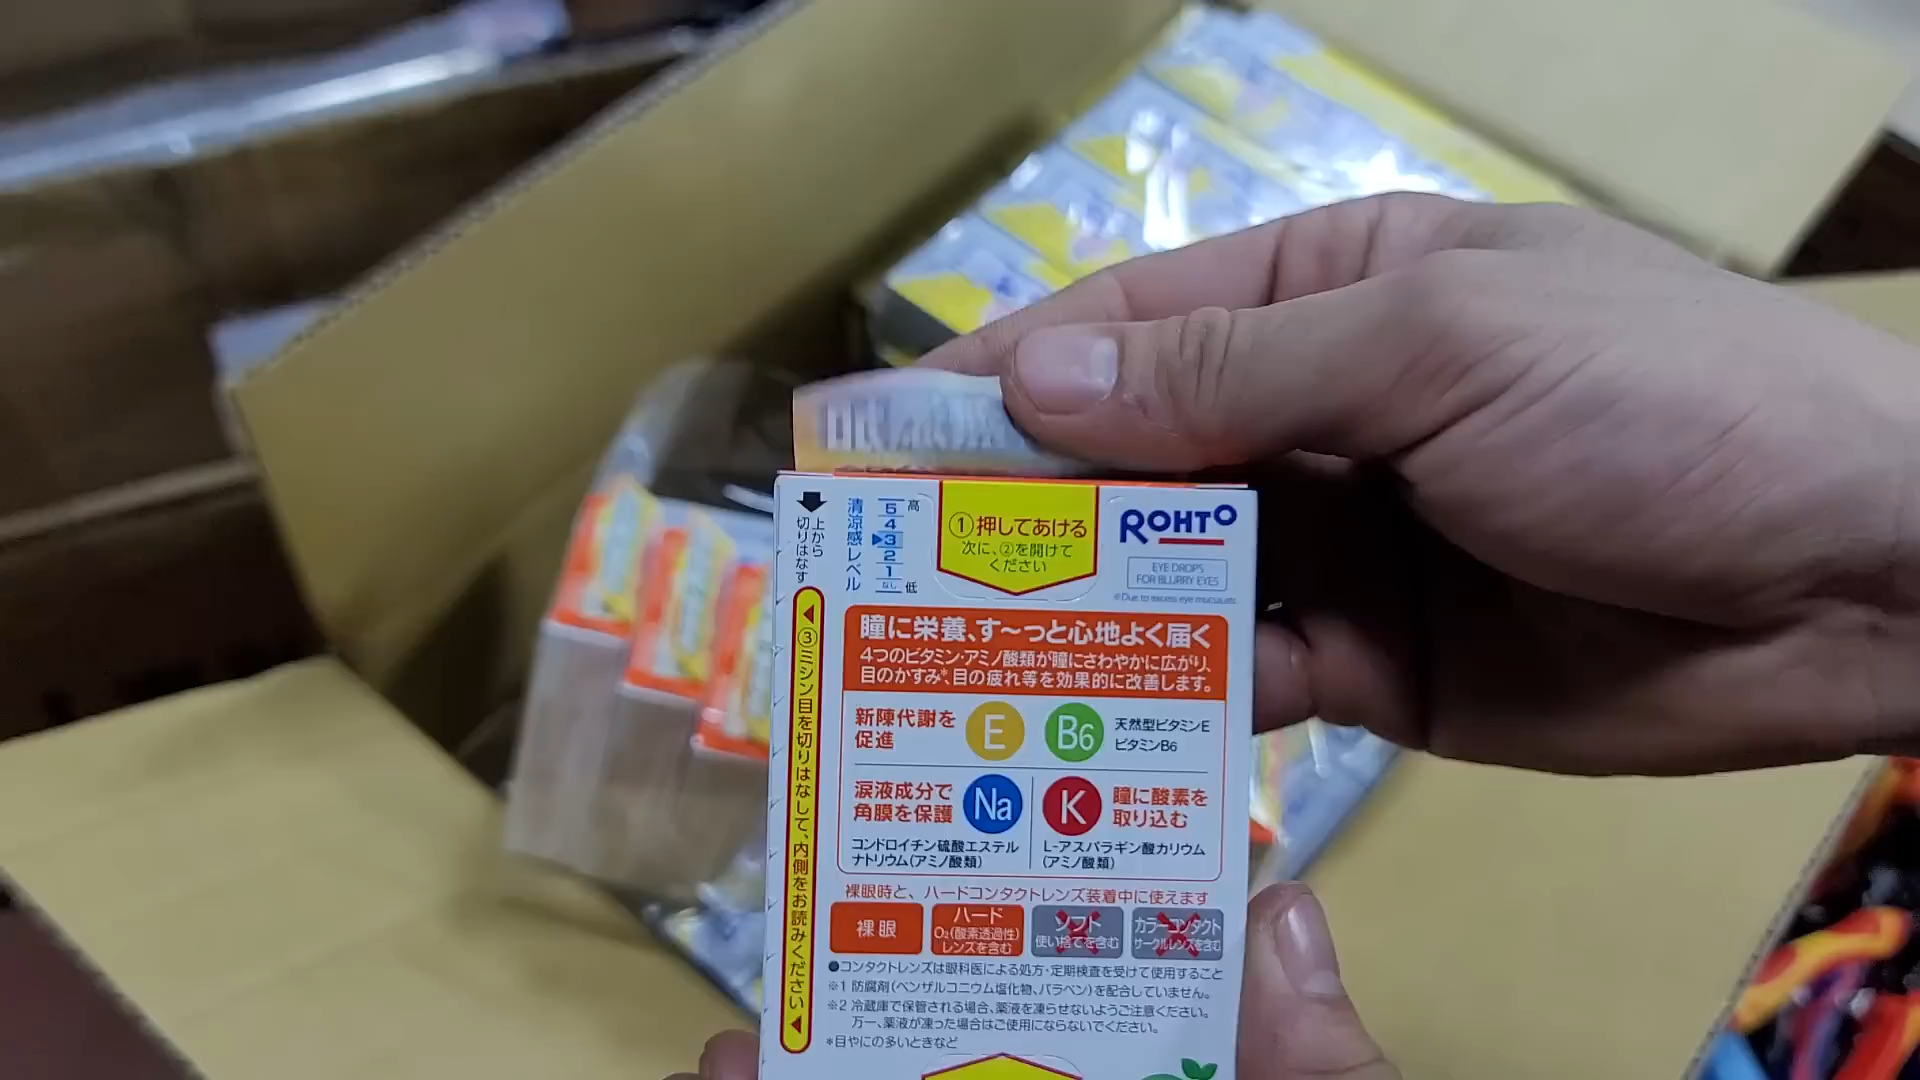 上から
切りはなす
清涼感レベル
高
5
4
3
2
1
なし
低
①押してあける
次に、②を開けて
ください
ROHTO
EYE DROPS
FOR BLURRY EYES
※Due to excess eye mucus,etc
③ミシン目を切りはなして、内側をお読みください
瞳に栄養、す〜っと心地よく届く
4つのビタミン・アミノ酸類が瞳にさわやかに広がり、
目のかすみ*、目の疲れ等を効果的に改善します。
新陳代謝を
促進
E
B6
天然型ビタミンE
ビタミンB6
涙液成分で
角膜を保護
Na
K
瞳に酸素を
取り込む
コンドロイチン硫酸エステル
ナトリウム(アミノ酸類)
L-アスパラギン酸カリウム
(アミノ酸類)
裸眼時と、ハードコンタクトレンズ装着中に使えます
裸眼
ハード
O₂(酸素透過性)
レンズを含む
ソフト
使い捨てを含む
カラーコンタクト
サークルレンズを含む
●コンタクトレンズは眼科医による処方・定期検査を受けて使用すること
※1 防腐剤(ベンザルコニウム塩化物、パラベン)を配合していません。
※2 冷蔵庫で保管される場合、薬液を凍らせないようご注意ください。
万一、薬液が凍った場合はご使用にならないでください。
*目やにの多いときなど